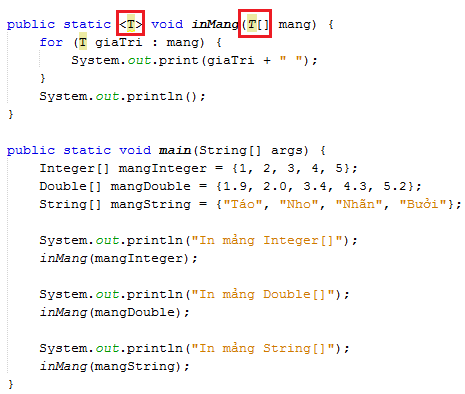 public static <T> void inMang(T[] mang) {
    for (T giaTri : mang) {
        System.out.print(giaTri + " ");
    }
    System.out.println();
}

public static void main(String[] args) {
    Integer[] mangInteger = {1, 2, 3, 4, 5};
    Double[] mangDouble = {1.9, 2.0, 3.4, 4.3, 5.2};
    String[] mangString = {"Táo", "Nho", "Nhãn", "Bưởi"};

    System.out.println("In mảng Integer[]");
    inMang(mangInteger);

    System.out.println("In mảng Double[]");
    inMang(mangDouble);

    System.out.println("In mảng String[]");
    inMang(mangString);
}